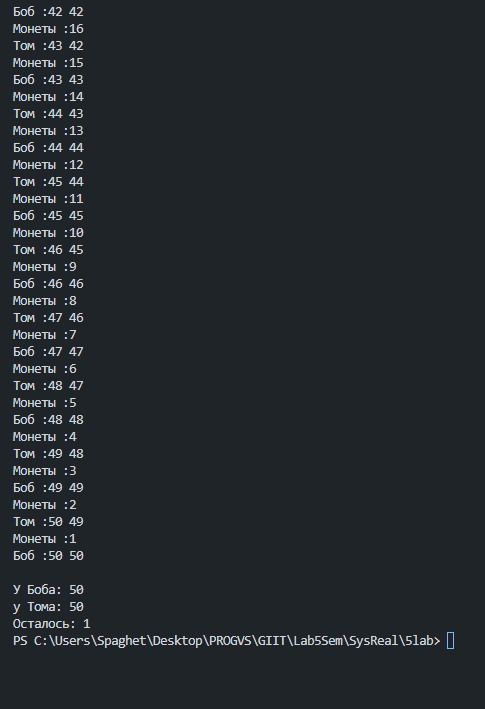 Боб :42 42
Монеты :16
Том :43 42
Монеты :15
Боб :43 43
Монеты :14
Том :44 43
Монеты :13
Боб :44 44
Монеты :12
Том :45 44
Монеты :11
Боб :45 45
Монеты :10
Том :46 45
Монеты :9
Боб :46 46
Монеты :8
Том :47 46
Монеты :7
Боб :47 47
Монеты :6
Том :48 47
Монеты :5
Боб :48 48
Монеты :4
Том :49 48
Монеты :3
Боб :49 49
Монеты :2
Том :50 49
Монеты :1
Боб :50 50
У Боба: 50
у Тома: 50
Осталось: 1
PS C:\Users\Spaghet\Desktop\PROGVS\GIIT\Lab5Sem\SysReal\5lab>